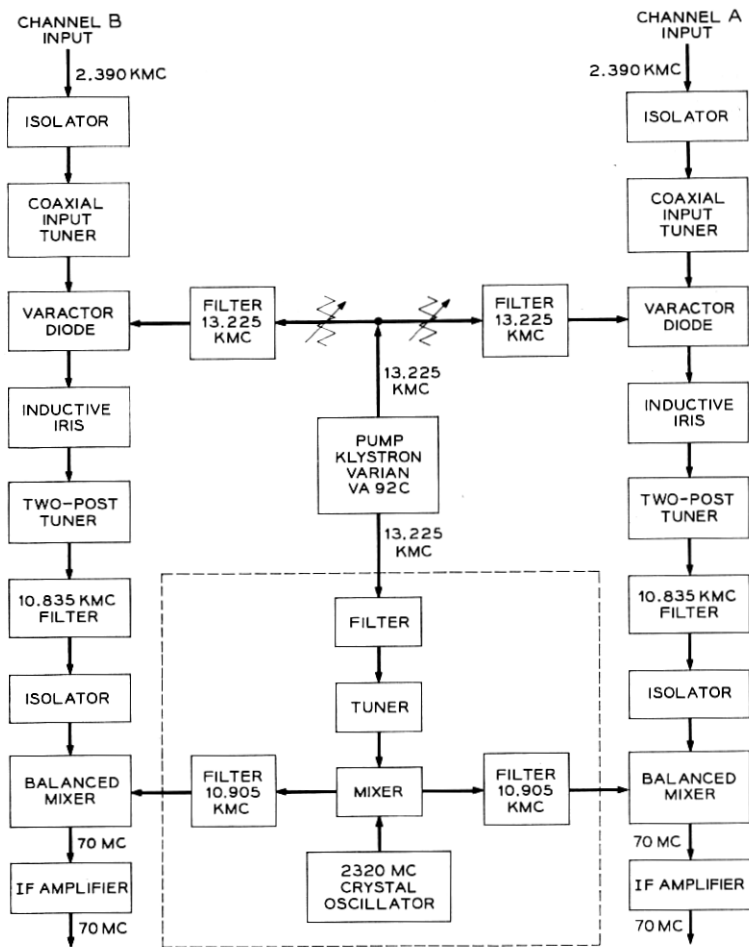 CHANNEL B
INPUT
2.390 KMC
ISOLATOR
COAXIAL
INPUT
TUNER
VARACTOR
DIODE
INDUCTIVE
IRIS
TWO-POST
TUNER
10.835 KMC
FILTER
ISOLATOR
BALANCED
MIXER
70 MC
IF AMPLIFIER
70 MC
FILTER
13.225
KMC
FILTER
13.225
KMC
13.225
KMC
PUMP
KLYSTRON
VARIAN
VA 92C
13.225
KMC
FILTER
TUNER
FILTER
10.905
KMC
MIXER
FILTER
10.905
KMC
2320 MC
CRYSTAL
OSCILLATOR
CHANNEL A
INPUT
2.390 KMC
ISOLATOR
COAXIAL
INPUT
TUNER
VARACTOR
DIODE
INDUCTIVE
IRIS
TWO-POST
TUNER
10.835 KMC
FILTER
ISOLATOR
BALANCED
MIXER
70 MC
IF AMPLIFIER
70 MC